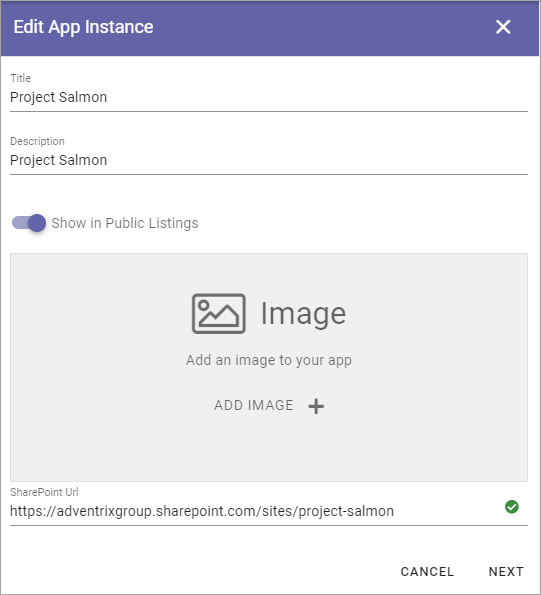 Edit App Instance
Title
Project Salmon
Description
Project Salmon
Show in Public Listings
Image
Add an image to your app
ADD IMAGE
SharePoint Url
https://adventrixgroup.sharepoint.com/sites/project-salmon
CANCEL NEXT